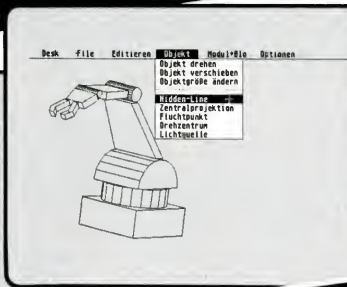 Desk File Editieren Objekt Modul+Blo Optionen
Objekt drehen
Objekt verschieben
Objektgröße ändern
Hidden-Line
Zentralprojektion
Fluchtpunkt
Drehzentrum
Lichtquelle